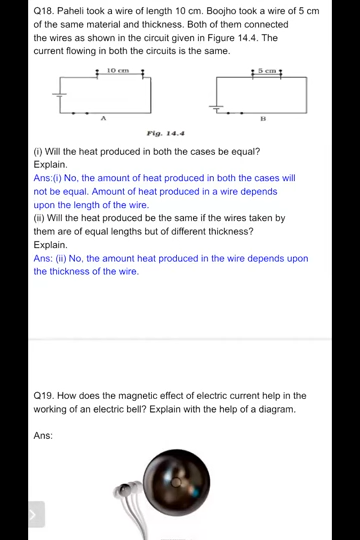 Q18. Paheli took a wire of length 10 cm. Boojho took a wire of 5 cm
of the same material and thickness. Both of them connected
the wires as shown in the circuit given in Figure 14.4. The
current flowing in both the circuits is the same.
10 cm
5 cm
A
B
Fig. 14.4
(i) Will the heat produced in both the cases be equal?
Explain.
Ans:(i) No, the amount of heat produced in both the cases will
not be equal. Amount of heat produced in a wire depends
upon the length of the wire.
(ii) Will the heat produced be the same if the wires taken by
them are of equal lengths but of different thickness?
Explain.
Ans: (ii) No, the amount heat produced in the wire depends upon
the thickness of the wire.
Q19. How does the magnetic effect of electric current help in the
working of an electric bell? Explain with the help of a diagram.
Ans: